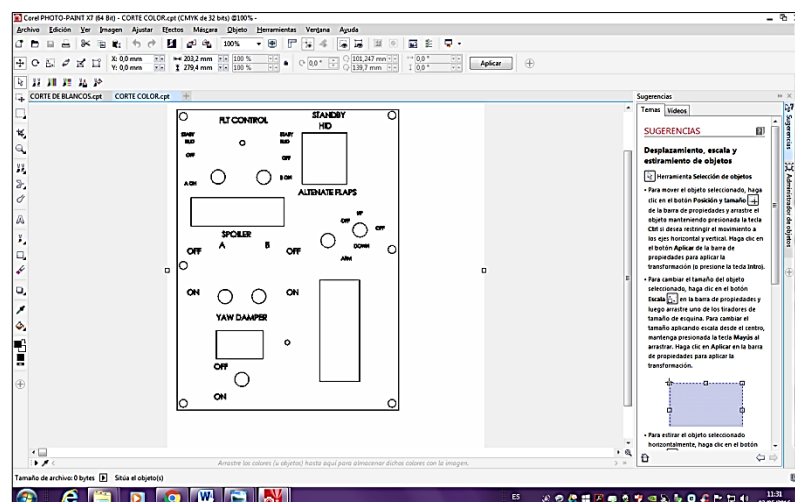 Corel PHOTO-PAINT X7 (64 Bit) - CORTE COLOR.cpt (CMYK de 32 bits) @100% -
Archivo Edición Ver Imagen Ajustar Efectos Máscara Objeto Herramientas Ventana Ayuda
100%
X: 0,0 mm 203,2 mm 100 % 0,0 ° 101,247 mm 0,0 ° Aplicar
Y: 0,0 mm 279,4 mm 100 % 139,7 mm 0,0 °
CORTE DE BLANCOS.cpt CORTE COLOR.cpt
FLT CONTROL
STANDBY
HID
OFF
OFF
A ON
B ON
ALTENATE FLAPS
SPOILER
A B
OFF OFF
UP
OFF
OFF
DOWN
ARM
ON ON
YAW DAMPER
OFF
ON
Arrastre los colores (u objetos) hasta aquí para almacenar dichos colores con la imagen.
Tamaño de archivo: 0 bytes Sitúa el objeto(s)
Sugerencias
Temas Vídeos
SUGERENCIAS
Desplazamiento, escala y
estiramiento de objetos
Herramienta Selección de objetos
• Para mover el objeto seleccionado, haga
clic en el botón Posición y tamaño
de la barra de propiedades y arrastre el
objeto manteniendo presionada la tecla
Ctrl si desea restringir el movimiento a
los ejes horizontal y vertical. Haga clic en
el botón Aplicar de la barra de
propiedades para aplicar la
transformación (o presione la tecla Intro).
• Para cambiar el tamaño del objeto
seleccionado, haga clic en el botón
Escala en la barra de propiedades y
luego arrastre uno de los tiradores de
tamaño de esquina. Para cambiar el
tamaño aplicando escala desde el centro,
mantenga presionada la tecla Mayús al
arrastrar. Haga clic en Aplicar en la barra
de propiedades para aplicar la
transformación.
• Para estirar el objeto seleccionado
horizontalmente, haga clic en el botón
Sugerencias
Administrador de objetos
ES
11:31